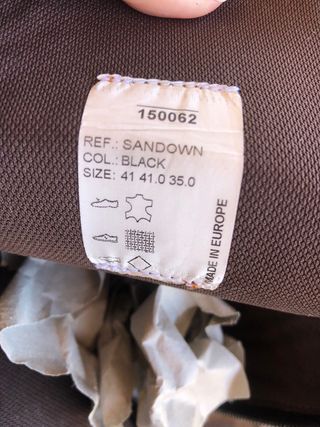 150062
REF.: SANDOWN
COL.: BLACK
SIZE: 41 41.0 35.0
MADE IN EUROPE